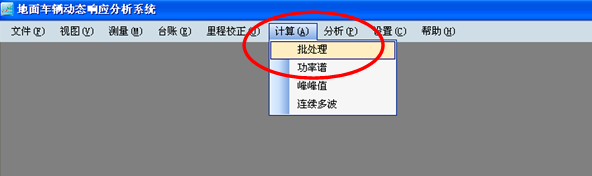 地面车辆动态响应分析系统
文件(F) 视图(V) 测量(M) 台账(E) 里程校正(J) 计算(A) 分析(P) 设置(C) 帮助(H)
批处理
功率谱
峰峰值
连续多波